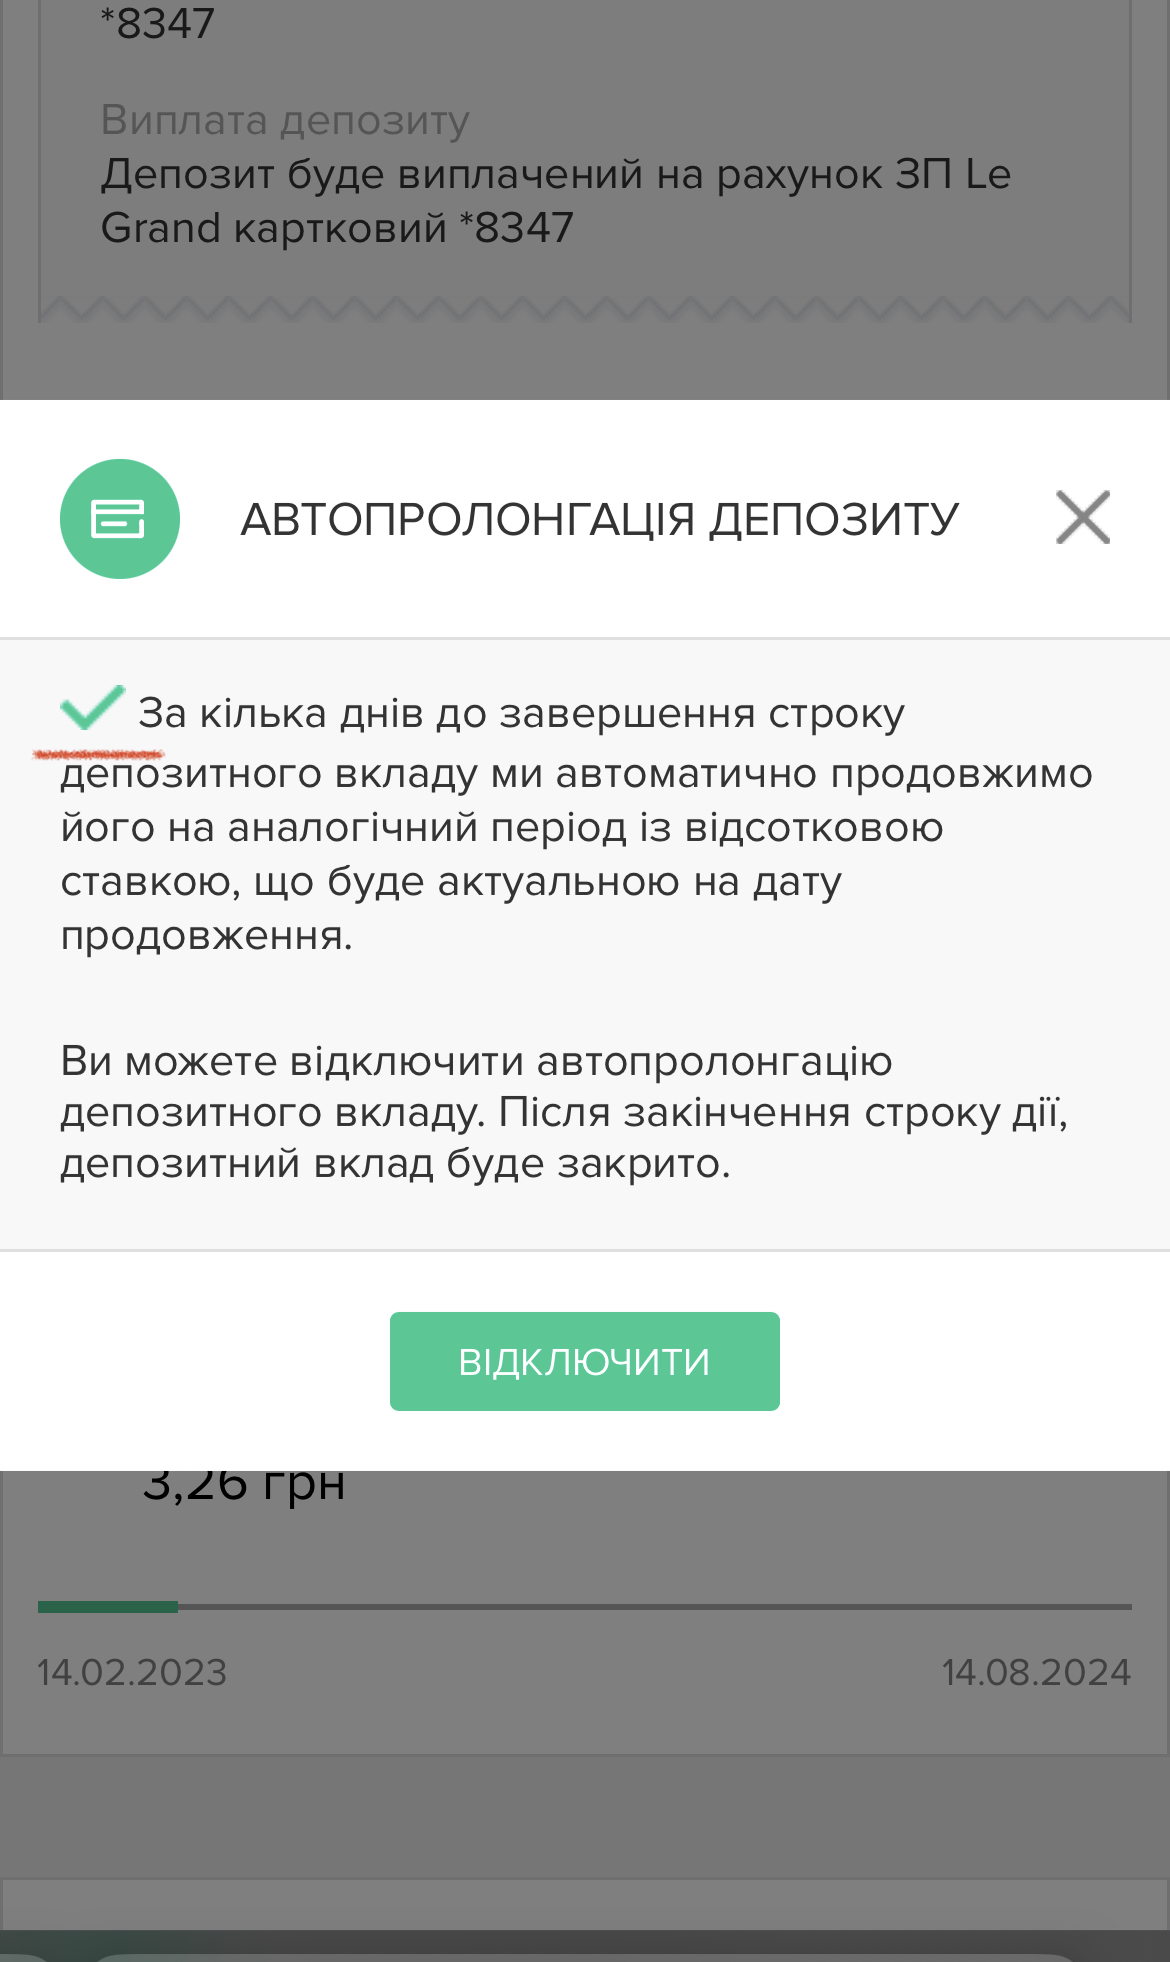 *8347
Виплата депозиту
Депозит буде виплачений на рахунок ЗП Le
Grand картковий *8347
АВТОПРОЛОНГАЦІЯ ДЕПОЗИТУ
За кілька днів до завершення строку
депозитного вкладу ми автоматично продовжимо
його на аналогічний період із відсотковою
ставкою, що буде актуальною на дату
продовження.
Ви можете відключити автопролонгацію
депозитного вкладу. Після закінчення строку дії,
депозитний вклад буде закрито.
ВІДКЛЮЧИТИ
3,26 грн
14.02.2023
14.08.2024